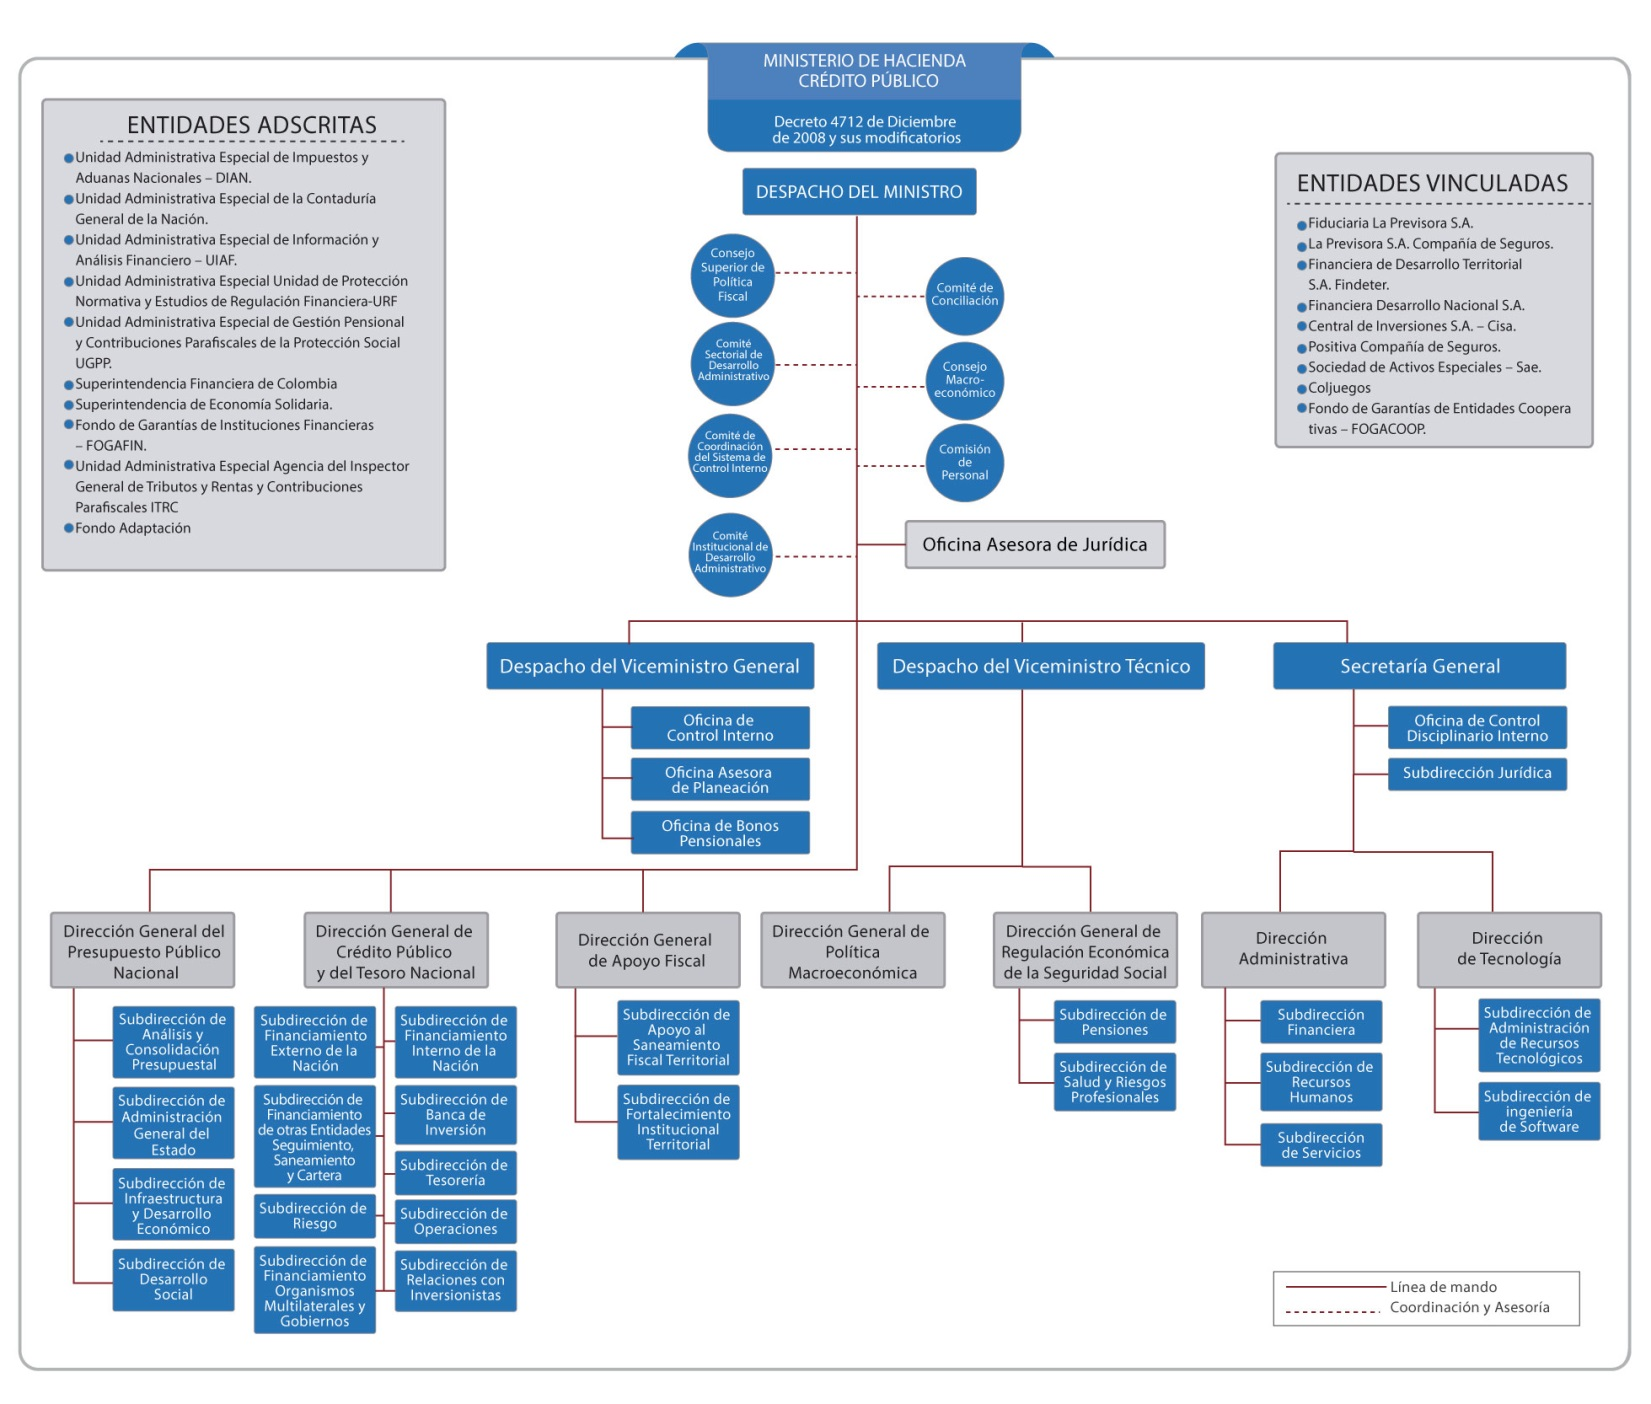 MINISTERIO DE HACIENDA
CRÉDITO PÚBLICO
Decreto 4712 de Diciembre
de 2008 y sus modificatorios
ENTIDADES ADSCRITAS
Unidad Administrativa Especial de Impuestos y
Aduanas Nacionales – DIAN.
Unidad Administrativa Especial de la Contaduría
General de la Nación.
Unidad Administrativa Especial de Información y
Análisis Financiero – UIAF.
Unidad Administrativa Especial Unidad de Protección
Normativa y Estudios de Regulación Financiera-URF
Unidad Administrativa Especial de Gestión Pensional
y Contribuciones Parafiscales de la Protección Social
UGPP.
Superintendencia Financiera de Colombia
Superintendencia de Economía Solidaria.
Fondo de Garantías de Instituciones Financieras
– FOGAFIN.
Unidad Administrativa Especial Agencia del Inspector
General de Tributos y Rentas y Contribuciones
Parafiscales ITRC
Fondo Adaptación
ENTIDADES VINCULADAS
Fiduciaria La Previsora S.A.
La Previsora S.A. Compañía de Seguros.
Financiera de Desarrollo Territorial
S.A. Findeter.
Financiera Desarrollo Nacional S.A.
Central de Inversiones S.A. – Cisa.
Positiva Compañía de Seguros.
Sociedad de Activos Especiales – Sae.
Coljuegos
Fondo de Garantías de Entidades Coopera
tivas – FOGACOOP.
DESPACHO DEL MINISTRO
Consejo
Superior de
Política
Fiscal
Comité de
Conciliación
Comité
Sectorial de
Desarrollo
Administrativo
Consejo
Macro-
económico
Comité de
Coordinación
del Sistema de
Control Interno
Comisión
de
Personal
Comité
Institucional de
Desarrollo
Administrativo
Oficina Asesora de Jurídica
Despacho del Viceministro General
Oficina de
Control Interno
Oficina Asesora
de Planeación
Oficina de Bonos
Pensionales
Despacho del Viceministro Técnico
Secretaría General
Oficina de Control
Disciplinario Interno
Subdirección Jurídica
Dirección General del
Presupuesto Público
Nacional
Subdirección de
Análisis y
Consolidación
Presupuestal
Subdirección de
Administración
General del
Estado
Subdirección de
Infraestructura
y Desarrollo
Económico
Subdirección de
Desarrollo
Social
Dirección General de
Crédito Público
y del Tesoro Nacional
Subdirección de
Financiamiento
Externo de la
Nación
Subdirección de
Financiamiento
de otras Entidades
Seguimiento,
Saneamiento
y Cartera
Subdirección de
Riesgo
Subdirección de
Financiamiento
Organismos
Multilaterales y
Gobiernos
Subdirección de
Financiamiento
Interno de la
Nación
Subdirección de
Banca de
Inversión
Subdirección de
Tesorería
Subdirección de
Operaciones
Subdirección de
Relaciones con
Inversionistas
Dirección General
de Apoyo Fiscal
Subdirección de
Apoyo al
Saneamiento
Fiscal Territorial
Subdirección de
Fortalecimiento
Institucional
Territorial
Dirección General de
Política
Macroeconómica
Dirección General de
Regulación Económica
de la Seguridad Social
Subdirección de
Pensiones
Subdirección de
Salud y Riesgos
Profesionales
Dirección
Administrativa
Subdirección
Financiera
Subdirección de
Recursos
Humanos
Subdirección
de Servicios
Dirección
de Tecnología
Subdirección de
Administración
de Recursos
Tecnológicos
Subdirección de
ingeniería
de Software
Línea de mando
Coordinación y Asesoría